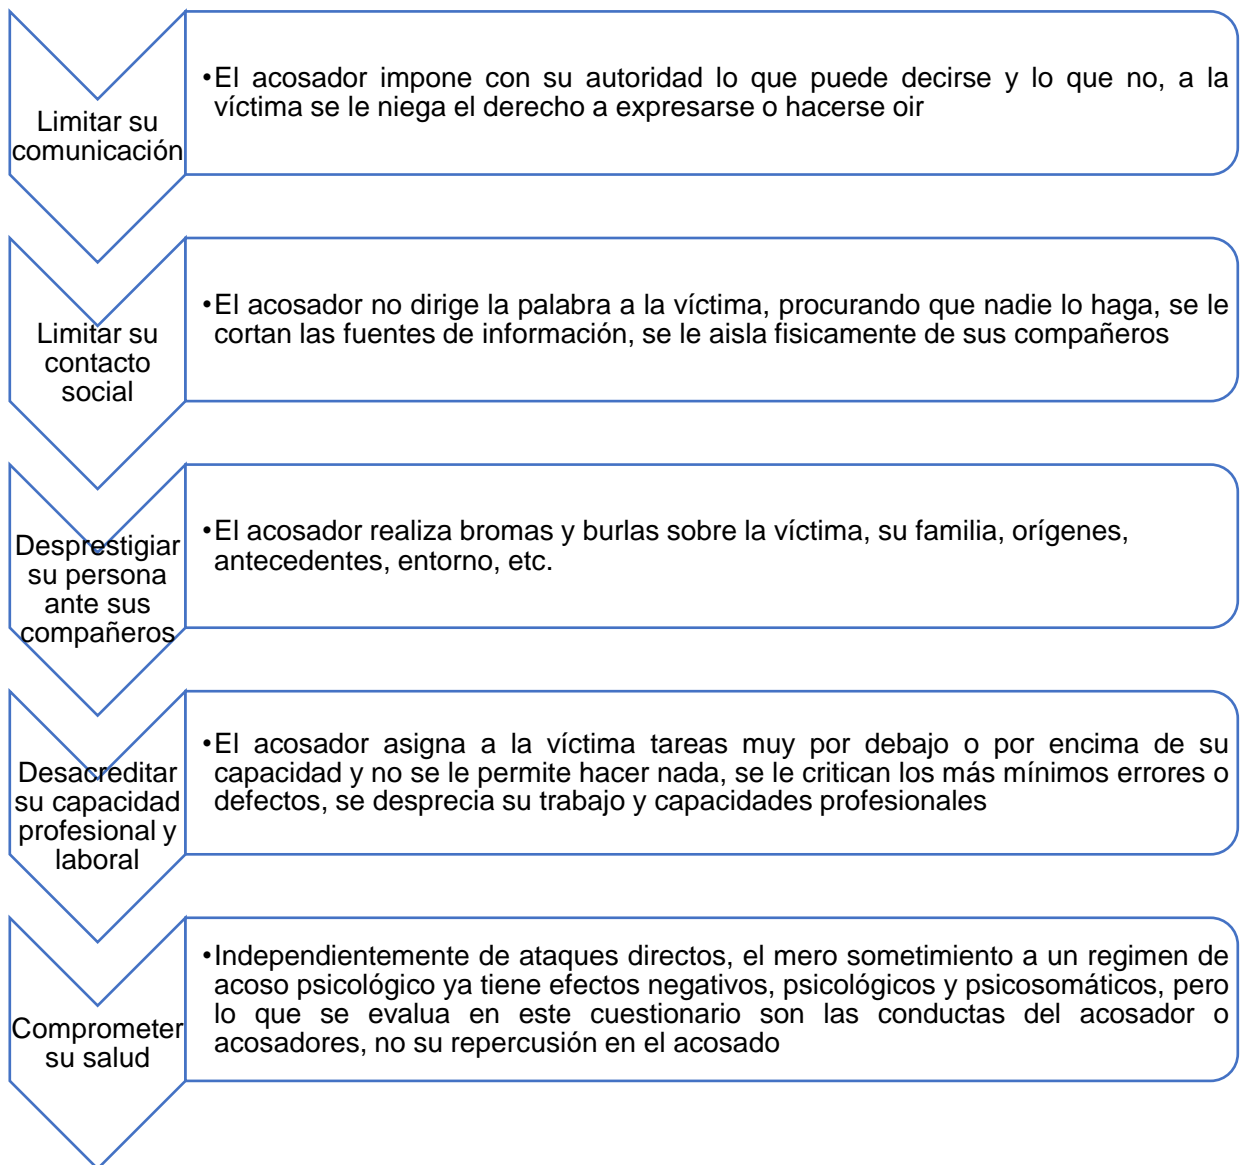 Limitar su
comunicación
•El acosador impone con su autoridad lo que puede decirse y lo que no, a la
víctima se le niega el derecho a expresarse o hacerse oir
Limitar su
contacto
social
•El acosador no dirige la palabra a la víctima, procurando que nadie lo haga, se le
cortan las fuentes de información, se le aisla fisicamente de sus compañeros
Desprestigiar
su persona
ante sus
compañeros
•El acosador realiza bromas y burlas sobre la víctima, su familia, orígenes,
antecedentes, entorno, etc.
Desacreditar
su capacidad
profesional y
laboral
•El acosador asigna a la víctima tareas muy por debajo o por encima de su
capacidad y no se le permite hacer nada, se le critican los más mínimos errores o
defectos, se desprecia su trabajo y capacidades profesionales
Comprometer
su salud
•Independientemente de ataques directos, el mero sometimiento a un regimen de
acoso psicológico ya tiene efectos negativos, psicológicos y psicosomáticos, pero
lo que se evalua en este cuestionario son las conductas del acosador o
acosadores, no su repercusión en el acosado